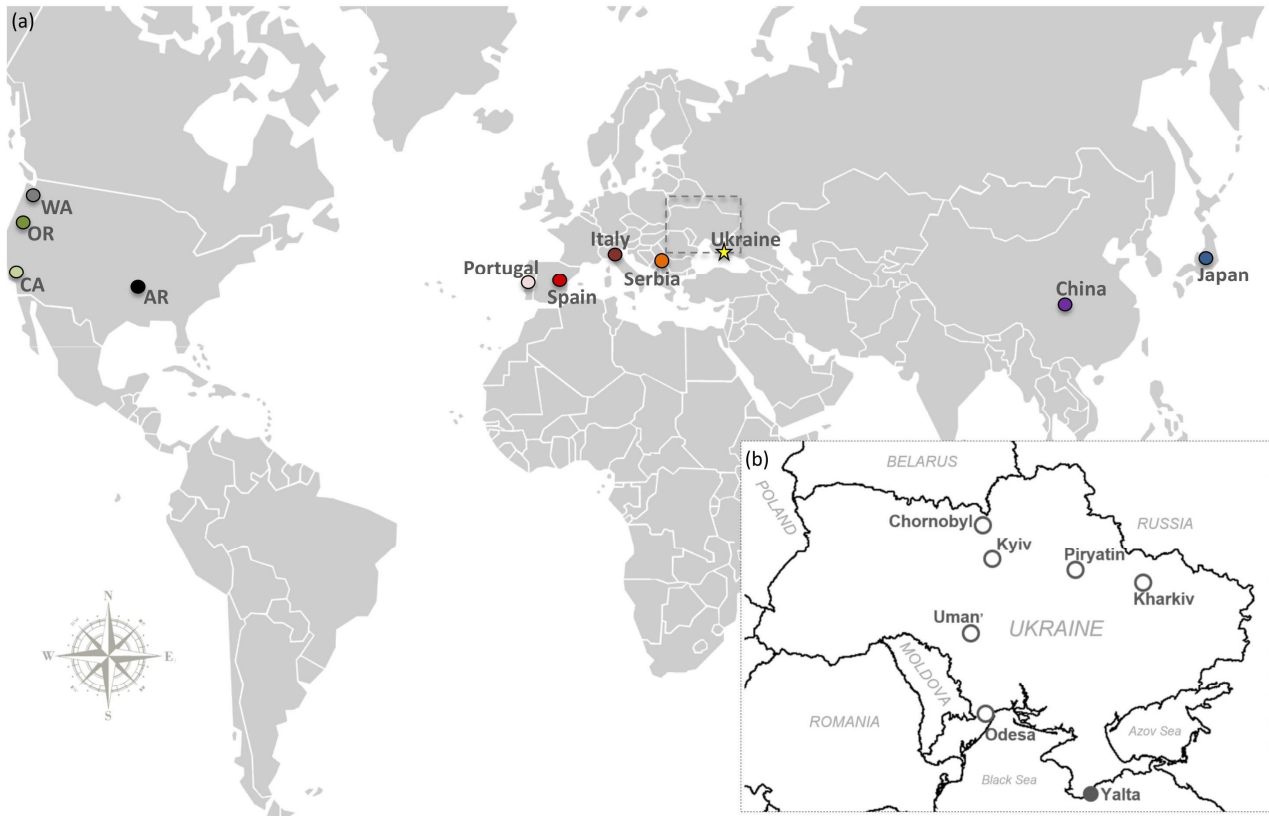 (a)
WA
OR
CA
AR
Portugal
Spain
Italy
Serbia
Ukraine
China
Japan
N
W
E
S
(b)
BELARUS
POLAND
RUSSIA
Chornobyl
Kyiv
Piryatin
Kharkiv
Uman'
UKRAINE
MOLDOVA
ROMANIA
Odesa
Azov Sea
Black Sea
Yalta